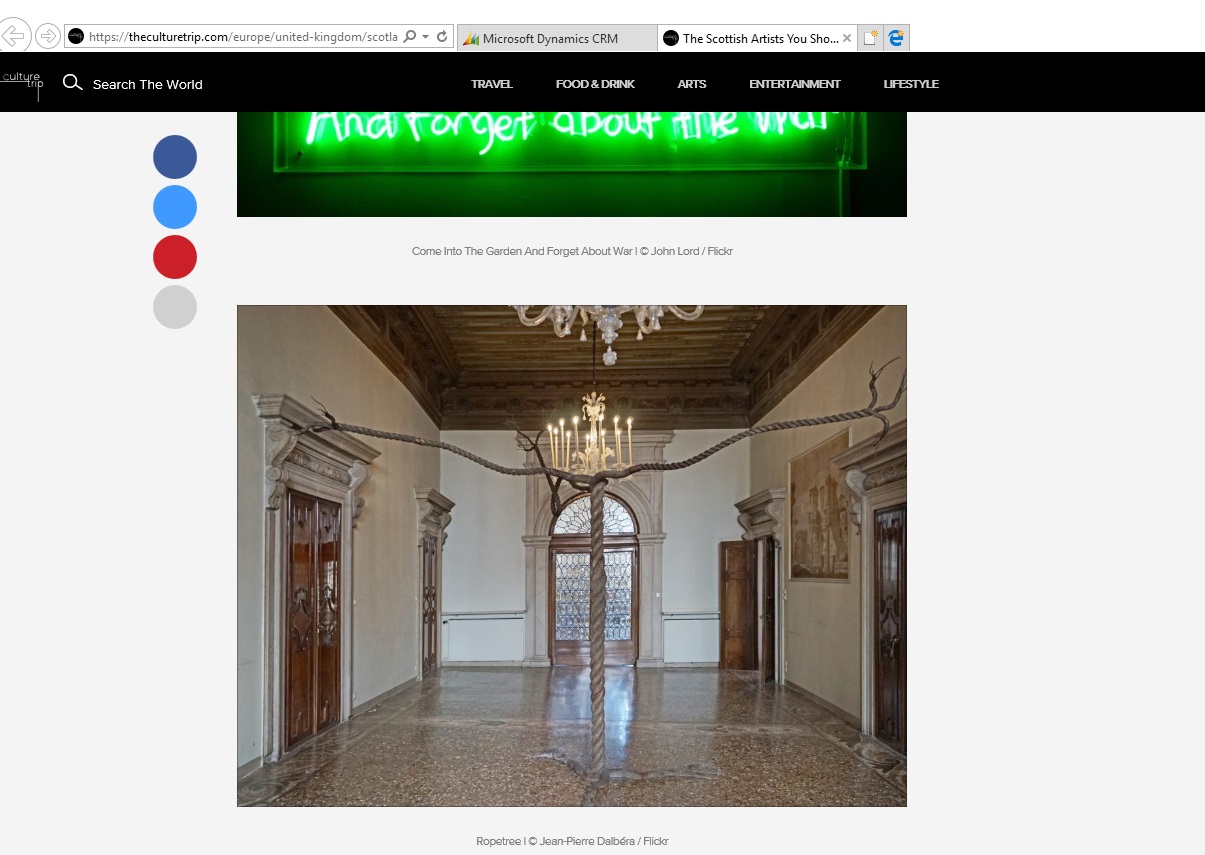 https://theculturetrip.com/europe/united-kingdom/scotla
Microsoft Dynamics CRM
The Scottish Artists You Sho...
culture
trip
Search The World
TRAVEL
FOOD & DRINK
ARTS
ENTERTAINMENT
LIFESTYLE
And forget about the war
Come Into The Garden And Forget About War | © John Lord / Flickr
Ropetree | © Jean-Pierre Dalbéra / Flickr